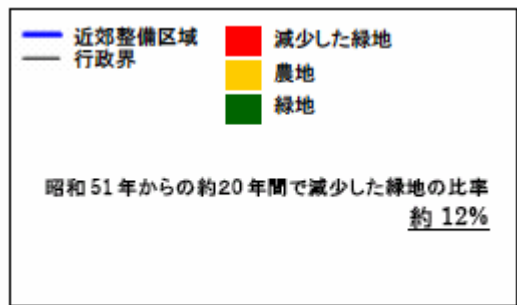 近郊整備区域
行政界
減少した緑地
農地
緑地
昭和51年からの約20年間で減少した緑地の比率
約 12%